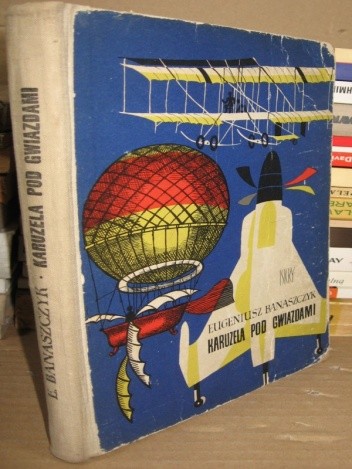 E. BANASZCZYK · KARUZELA POD GWIAZDAMI
EUGENIUSZ BANASZCZYK
KARUZELA POD GWIAZDAMI